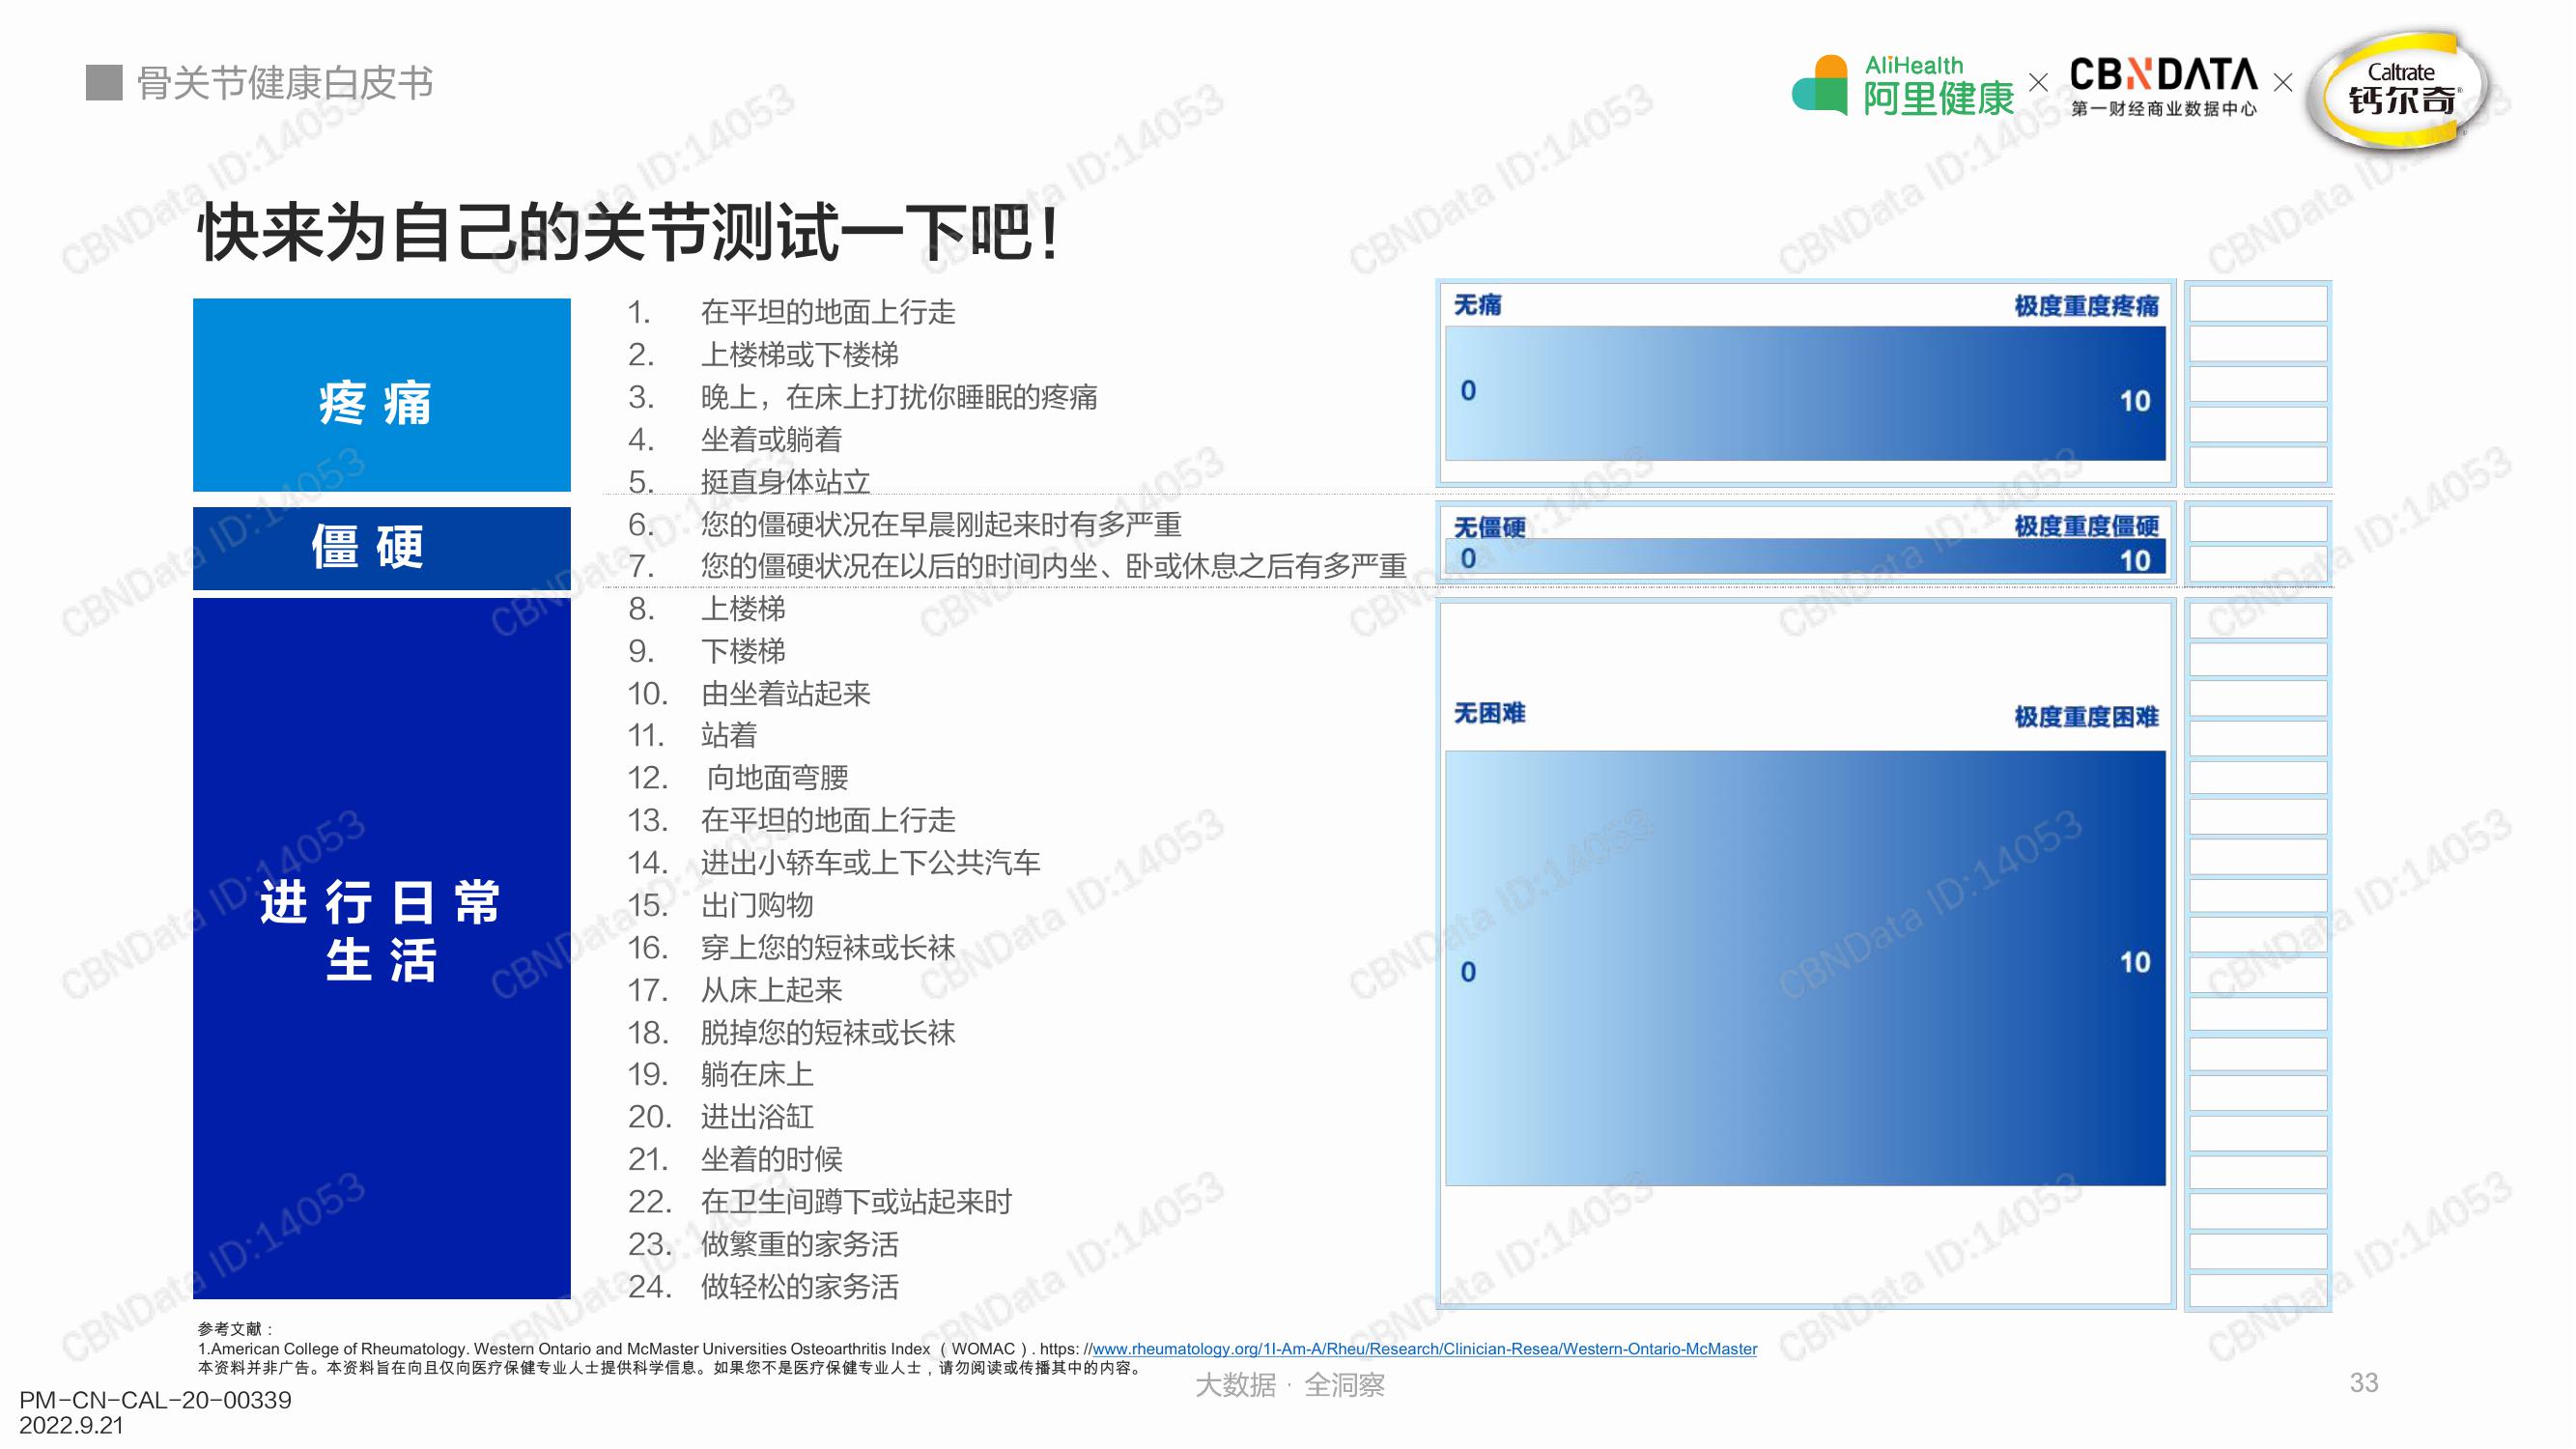 骨关节健康白皮书
AliHealth
阿里健康
×
CBNDATA
第一财经商业数据中心
×
Caltrate
钙尔奇®
快来为自己的关节测试一下吧！
疼痛
1. 在平坦的地面上行走
2. 上楼梯或下楼梯
3. 晚上，在床上打扰你睡眠的疼痛
4. 坐着或躺着
5. 挺直身体站立
无痛 极度重度疼痛
0 10
僵硬
6. 您的僵硬状况在早晨刚起来时有多严重
7. 您的僵硬状况在以后的时间内坐、卧或休息之后有多严重
无僵硬 极度重度僵硬
0 10
进行日常
生活
8. 上楼梯
9. 下楼梯
10. 由坐着站起来
11. 站着
12. 向地面弯腰
13. 在平坦的地面上行走
14. 进出小轿车或上下公共汽车
15. 出门购物
16. 穿上您的短袜或长袜
17. 从床上起来
18. 脱掉您的短袜或长袜
19. 躺在床上
20. 进出浴缸
21. 坐着的时候
22. 在卫生间蹲下或站起来时
23. 做繁重的家务活
24. 做轻松的家务活
无困难 极度重度困难
0 10
参考文献：
1.American College of Rheumatology. Western Ontario and McMaster Universities Osteoarthritis Index （WOMAC）. https: //www.rheumatology.org/1I-Am-A/Rheu/Research/Clinician-Resea/Western-Ontario-McMaster
本资料并非广告。本资料旨在向且仅向医疗保健专业人士提供科学信息。如果您不是医疗保健专业人士，请勿阅读或传播其中的内容。
大数据 · 全洞察
33
PM-CN-CAL-20-00339
2022.9.21
CBNData ID:14053